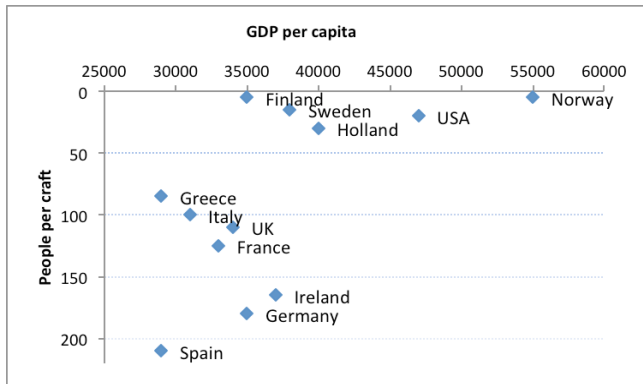 GDP per capita
25000 30000 35000 40000 45000 50000 55000 60000
People per craft
0
Finland
Norway
Sweden
USA
Holland
50
Greece
100
Italy
UK
France
150
Ireland
Germany
200
Spain